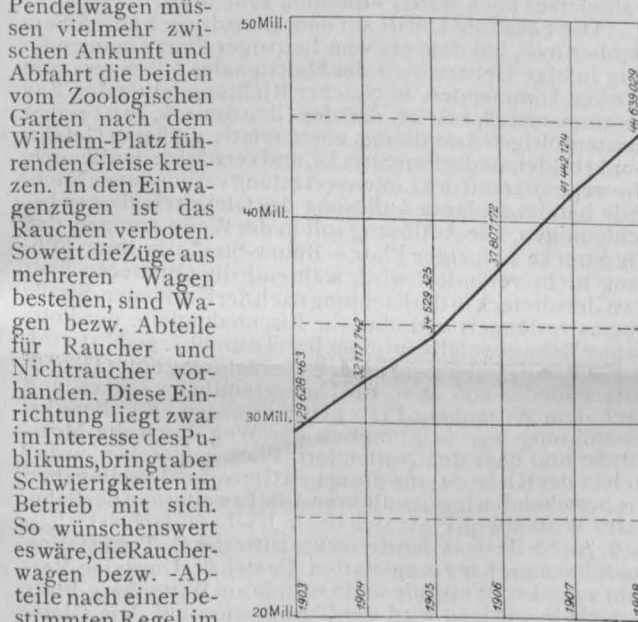 Pendelwagen müs-
sen vielmehr zwi-
schen Ankunft und
Abfahrt die beiden
vom Zoologischen
Garten nach dem
Wilhelm-Platz füh-
renden Gleise kreu-
zen. In den Einwa-
genzügen ist das
Rauchen verboten.
Soweit die Züge aus
mehreren Wagen
bestehen, sind Wa-
gen bezw. Abteile
für Raucher und
Nichtraucher vor-
handen. Diese Ein-
richtung liegt zwar
im Interesse des Pu-
blikums, bringt aber
Schwierigkeiten im
Betrieb mit sich.
So wünschenswert
es wäre, die Raucher-
wagen bezw. -Ab-
teile nach einer be-
stimmten Regel im
50 Mill.
40 Mill.
30 Mill.
20 Mill.
29 628 463
32 117 742
34 529 325
37 807 712
41 442 124
44 639 029
1903
1904
1905
1906
1907
1908